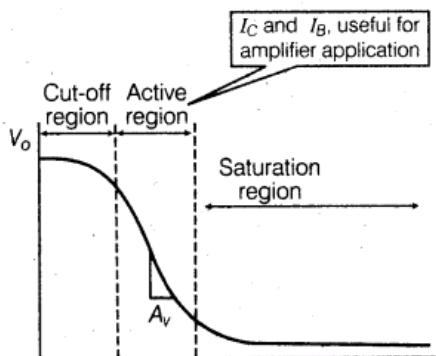 I_C and I_B, useful for
amplifier application
Cut-off
region
Active
region
V_o
Saturation
region
A_v